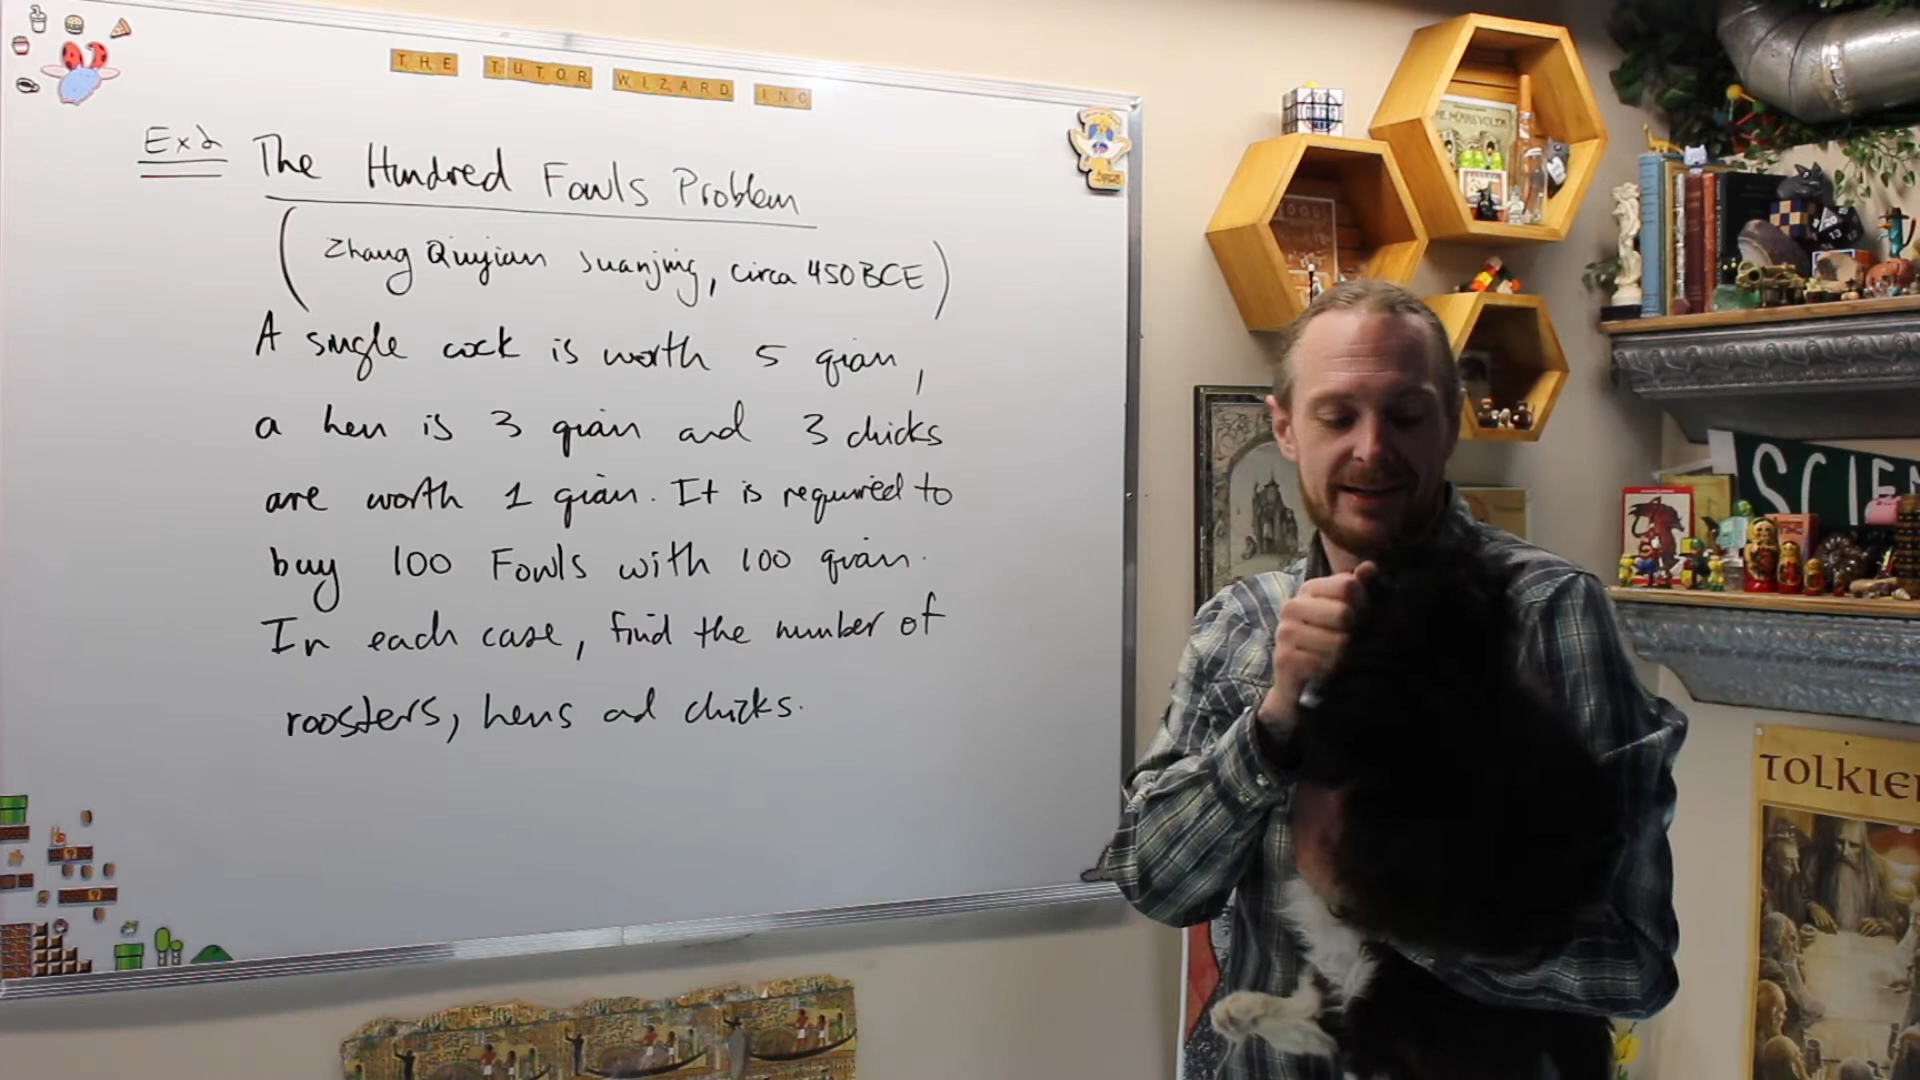 THE TUTOR WIZARD INC
Ex2 The Hundred Fowls Problem
(Zhang Qiujian Suanjing, circa 450 BCE)
A single cock is worth 5 qian,
a hen is 3 qian and 3 chicks
are worth 1 qian. It is required to
buy 100 Fowls with 100 qian.
In each case, find the number of
roosters, hens ad chicks.
SCIEN
TOLKIEN